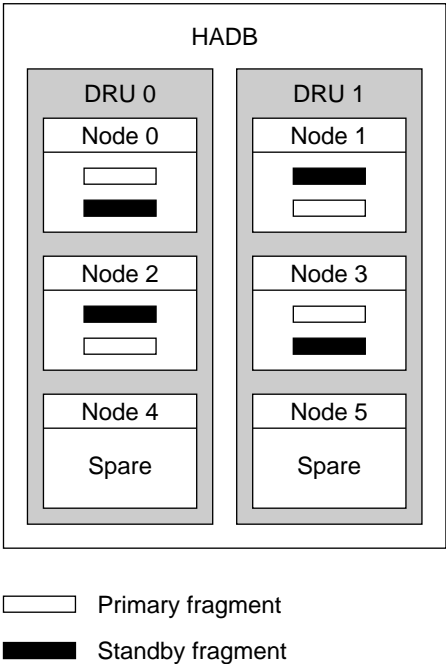 HADB
DRU 0
DRU 1
Node 0
Node 1
Node 2
Node 3
Node 4
Node 5
Spare
Spare
Primary fragment
Standby fragment